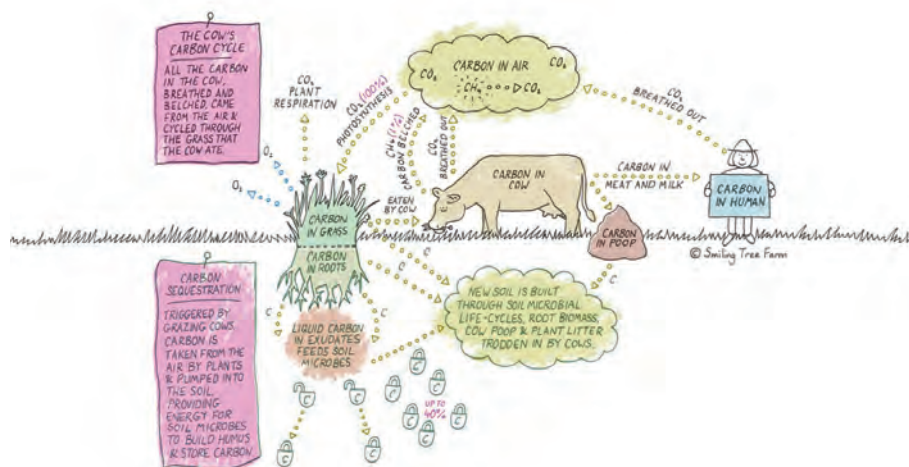 THE COW'S
CARBON CYCLE
ALL THE CARBON
IN THE COW,
BREATHED AND
BELCHED, CAME
FROM THE AIR &
CYCLED THROUGH
THE GRASS THAT
THE COW ATE.
O₂
O₂
CO₂
PLANT
RESPIRATION
CO₂ (100%)
PHOTOSYNTHESIS
CH₄ (1%)
CARBON BELCHED
CO₂
BREATHED OUT
CO₂
CARBON IN AIR
CO₂
CO₂
CH₄
CO₂
CO₂
BREATHED OUT
EATEN
BY COW
CARBON IN
COW
CARBON IN
MEAT AND MILK
CARBON
IN HUMAN
CARBON
IN GRASS
CARBON
IN ROOTS
CARBON
IN POOP
© Smiling Tree Farm
C
C
C
C
C
CARBON
SEQUESTRATION
TRIGGERED BY
GRAZING COWS.
CARBON IS
TAKEN FROM THE
AIR BY PLANTS
& PUMPED INTO
THE SOIL,
PROVIDING
ENERGY FOR
SOIL MICROBES
TO BUILD HUMUS
& STORE CARBON
LIQUID CARBON
IN EXUDATES
FEEDS SOIL
MICROBES
NEW SOIL IS BUILT
THROUGH SOIL MICROBIAL
LIFE-CYCLES, ROOT BIOMASS,
COW POOP & PLANT LITTER
TRODDEN IN BY COWS.
C
C
C
C
C
C
UP TO
40%
C
C
C
C
C